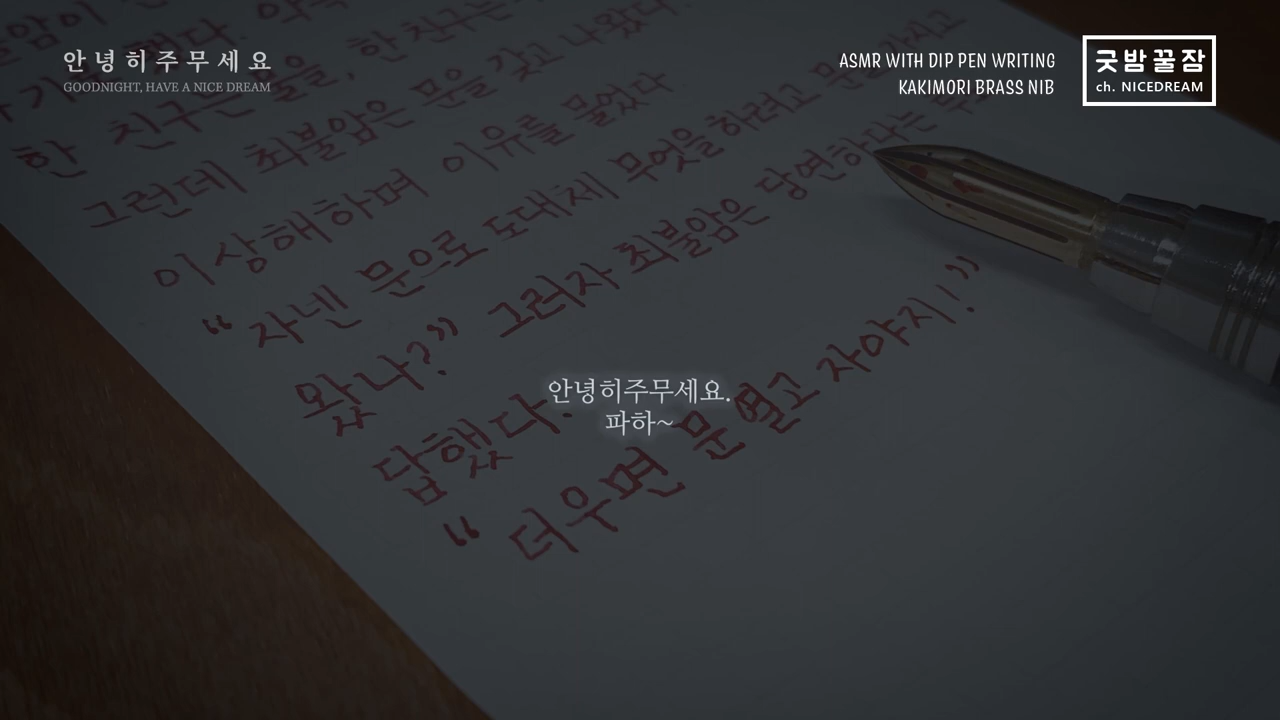 안녕히주무세요
GOODNIGHT, HAVE A NICE DREAM
ASMR WITH DIP PEN WRITING
KAKIMORI BRASS NIB
굿밤꿀잠
ch. NICEDREAM
한 친구는
한 친구는
그런데 최불암은 문을 갖고 나왔다.
이상해하며 이유를 물었다
“자넨 문으로 도대체 무엇을 하려고
왔나?” 그러자 최불암은 당연하다는
답했다.
“더우면 문 열고 자야지!”
안녕히주무세요.
파하~